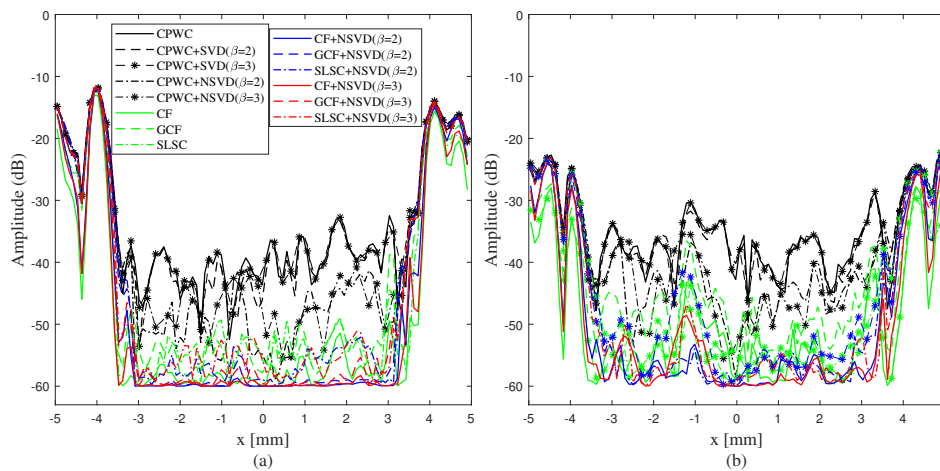 (dB)
-10
-20
-30
-40
-50
-60
Amplitude (dB)
CPWC
CPWC+SVD(β=2)
CPWC+SVD(β=3)
CPWC+NSVD(β=2)
CPWC+NSVD(β=3)
CF
GCF
SLSC
CF+NSVD(β=2)
GCF+NSVD(β=2)
SLSC+NSVD(β=2)
CF+NSVD(β=3)
GCF+NSVD(β=3)
SLSC+NSVD(β=3)
-5 -4 -3 -2 -1 0 1 2 3 4 5
x [mm]
(a)
(dB)
-10
-20
-30
-40
-50
-60
Amplitude (dB)
-5 -4 -3 -2 -1 0 1 2 3 4
x [mm]
(b)